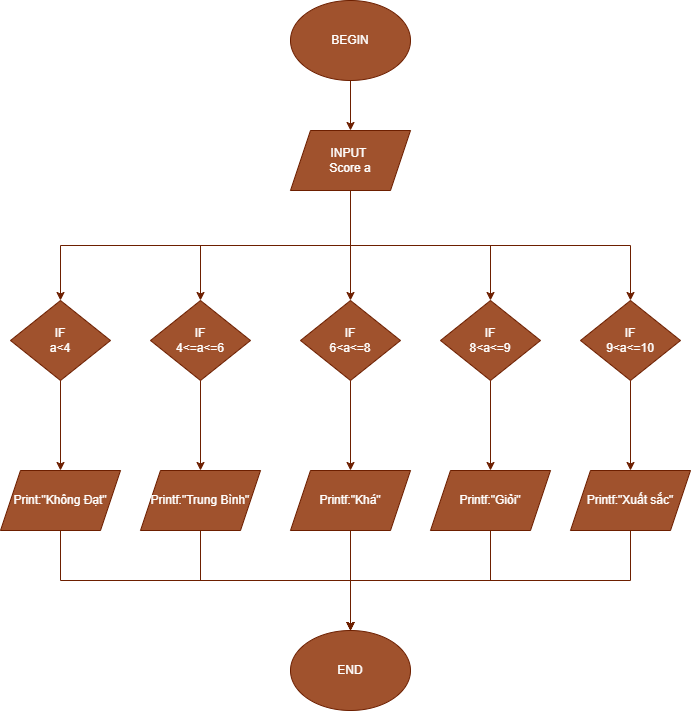 BEGIN
INPUT
Score a
IF
a<4
IF
4<=a<=6
IF
6<a<=8
IF
8<a<=9
IF
9<a<=10
Print:"Không Đạt"
Printf:"Trung Bình"
Printf:"Khá"
Printf:"Giỏi"
Printf:"Xuất sắc"
END